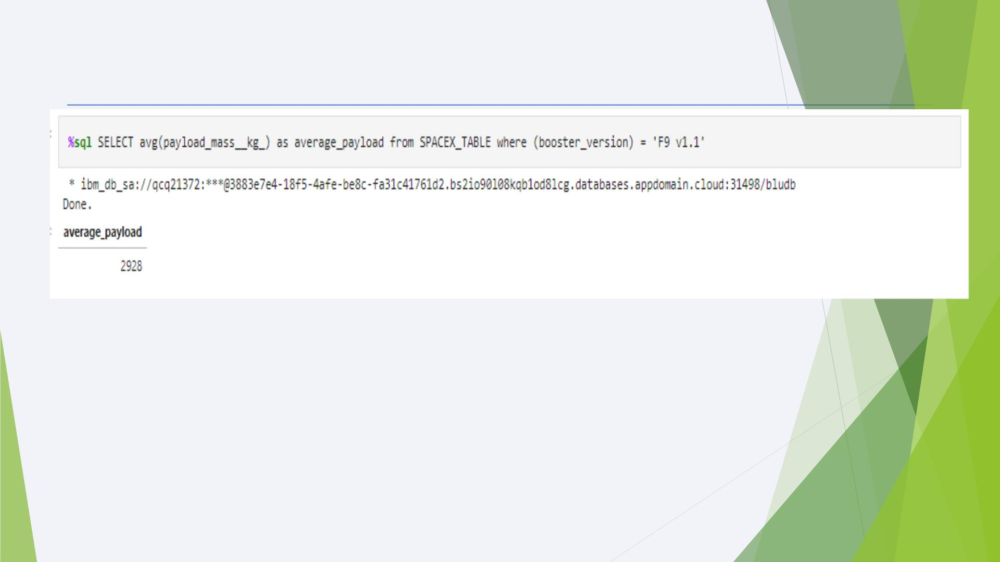 %sql SELECT avg(payload_mass__kg_) as average_payload from SPACEX_TABLE where (booster_version) = 'F9 v1.1'
* ibm_db_sa://qcq21372:***@3883e7e4-18f5-4afe-be8c-fa31c41761d2.bs2io90l08kqb1od8lcg.databases.appdomain.cloud:31498/bludb
Done.
average_payload
2928